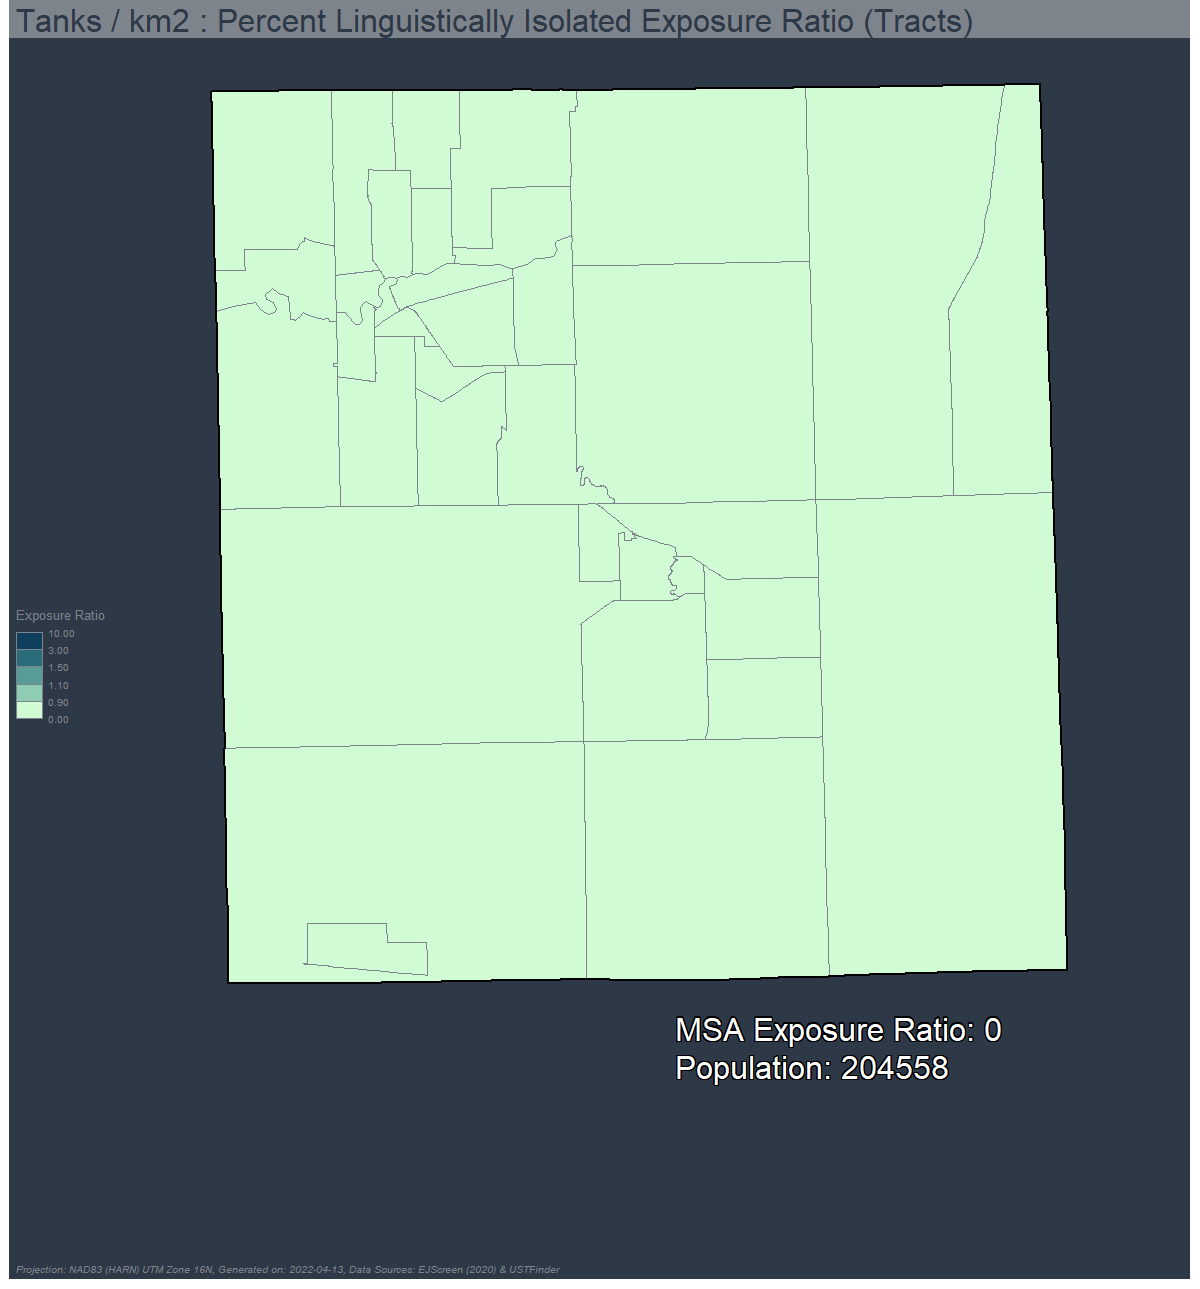 Tanks / km2 : Percent Linguistically Isolated Exposure Ratio (Tracts)
Exposure Ratio
10.00
3.00
1.50
1.10
0.90
0.00
MSA Exposure Ratio: 0
Population: 204558
Projection: NAD83 (HARN) UTM Zone 16N, Generated on: 2022-04-13, Data Sources: EJScreen (2020) & USTFinder